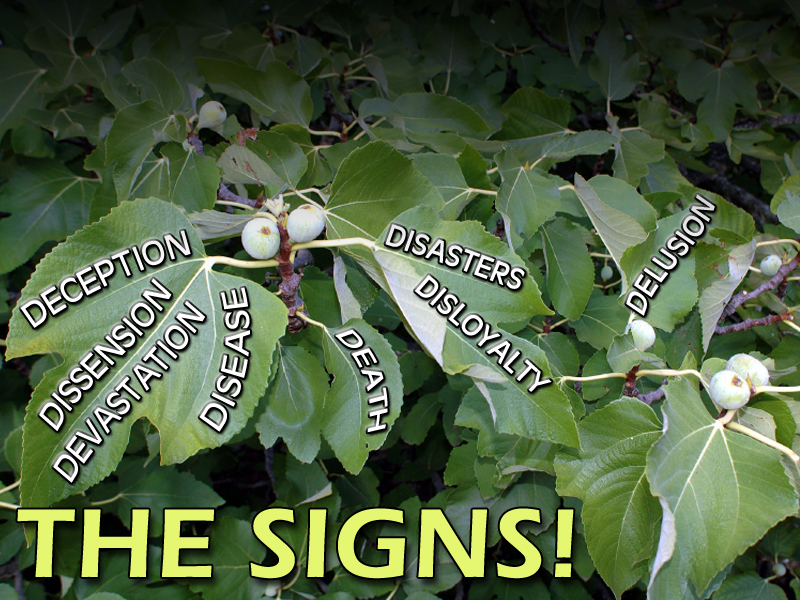 DECEPTION
DISSENSION
DEVASTATION
DISEASE
DEATH
DISASTERS
DISLOYALTY
DELUSION
THE SIGNS!